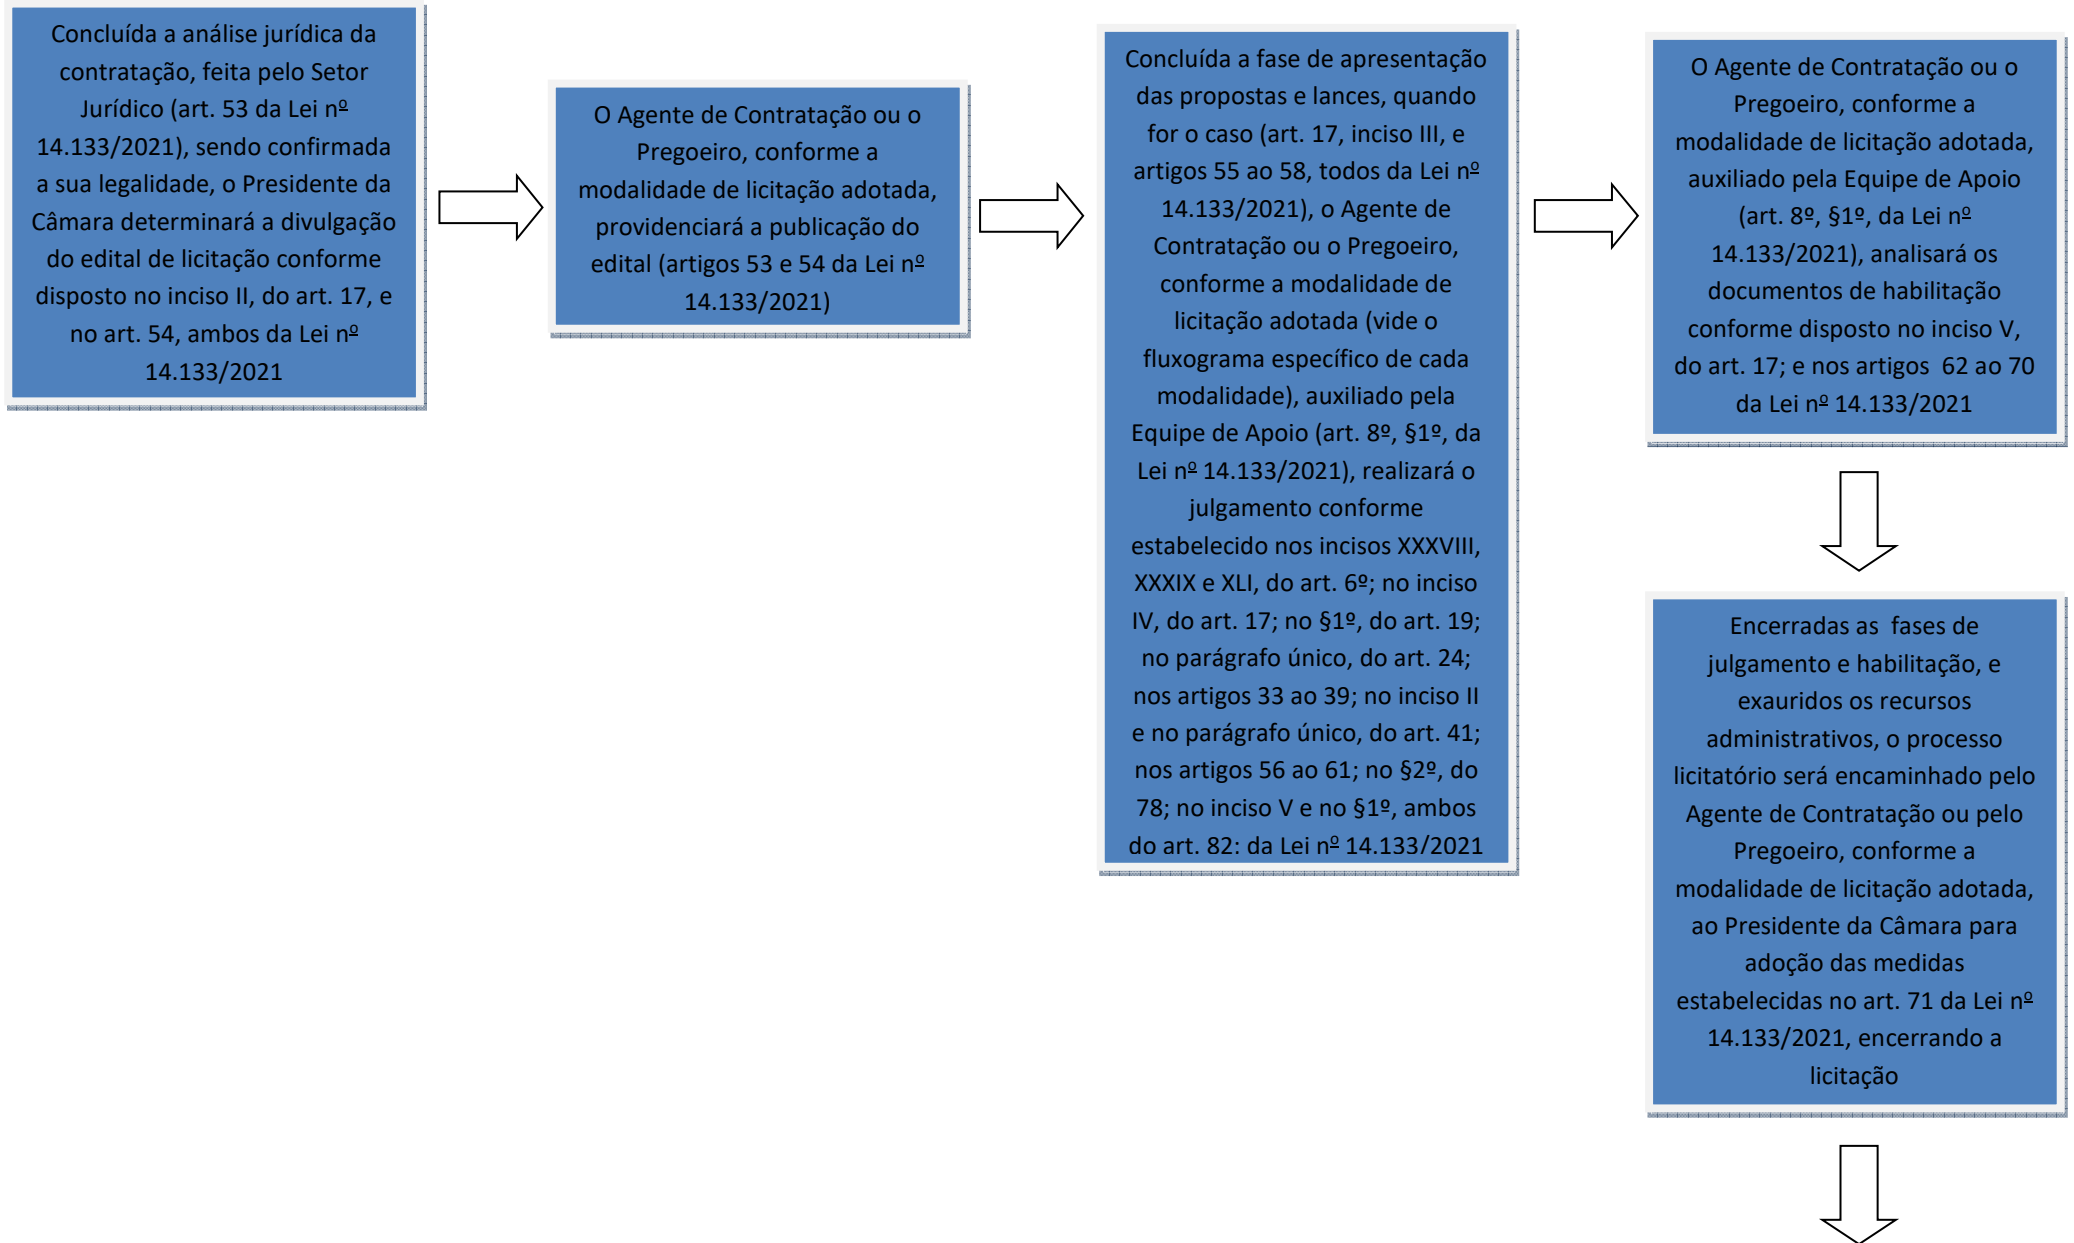 Concluída a análise jurídica da
contratação, feita pelo Setor
Jurídico (art. 53 da Lei nº
14.133/2021), sendo confirmada
a sua legalidade, o Presidente da
Câmara determinará a divulgação
do edital de licitação conforme
disposto no inciso II, do art. 17, e
no art. 54, ambos da Lei nº
14.133/2021
O Agente de Contratação ou o
Pregoeiro, conforme a
modalidade de licitação adotada,
providenciará a publicação do
edital (artigos 53 e 54 da Lei nº
14.133/2021)
Concluída a fase de apresentação
das propostas e lances, quando
for o caso (art. 17, inciso III, e
artigos 55 ao 58, todos da Lei nº
14.133/2021), o Agente de
Contratação ou o Pregoeiro,
conforme a modalidade de
licitação adotada (vide o
fluxograma específico de cada
modalidade), auxiliado pela
Equipe de Apoio (art. 8º, §1º, da
Lei nº 14.133/2021), realizará o
julgamento conforme
estabelecido nos incisos XXXVIII,
XXXIX e XLI, do art. 6º; no inciso
IV, do art. 17; no §1º, do art. 19;
no parágrafo único, do art. 24;
nos artigos 33 ao 39; no inciso II
e no parágrafo único, do art. 41;
nos artigos 56 ao 61; no §2º, do
78; no inciso V e no §1º, ambos
do art. 82: da Lei nº 14.133/2021
O Agente de Contratação ou o
Pregoeiro, conforme a
modalidade de licitação adotada,
auxiliado pela Equipe de Apoio
(art. 8º, §1º, da Lei nº
14.133/2021), analisará os
documentos de habilitação
conforme disposto no inciso V,
do art. 17; e nos artigos 62 ao 70
da Lei nº 14.133/2021
Encerradas as fases de
julgamento e habilitação, e
exauridos os recursos
administrativos, o processo
licitatório será encaminhado pelo
Agente de Contratação ou pelo
Pregoeiro, conforme a
modalidade de licitação adotada,
ao Presidente da Câmara para
adoção das medidas
estabelecidas no art. 71 da Lei nº
14.133/2021, encerrando a
licitação